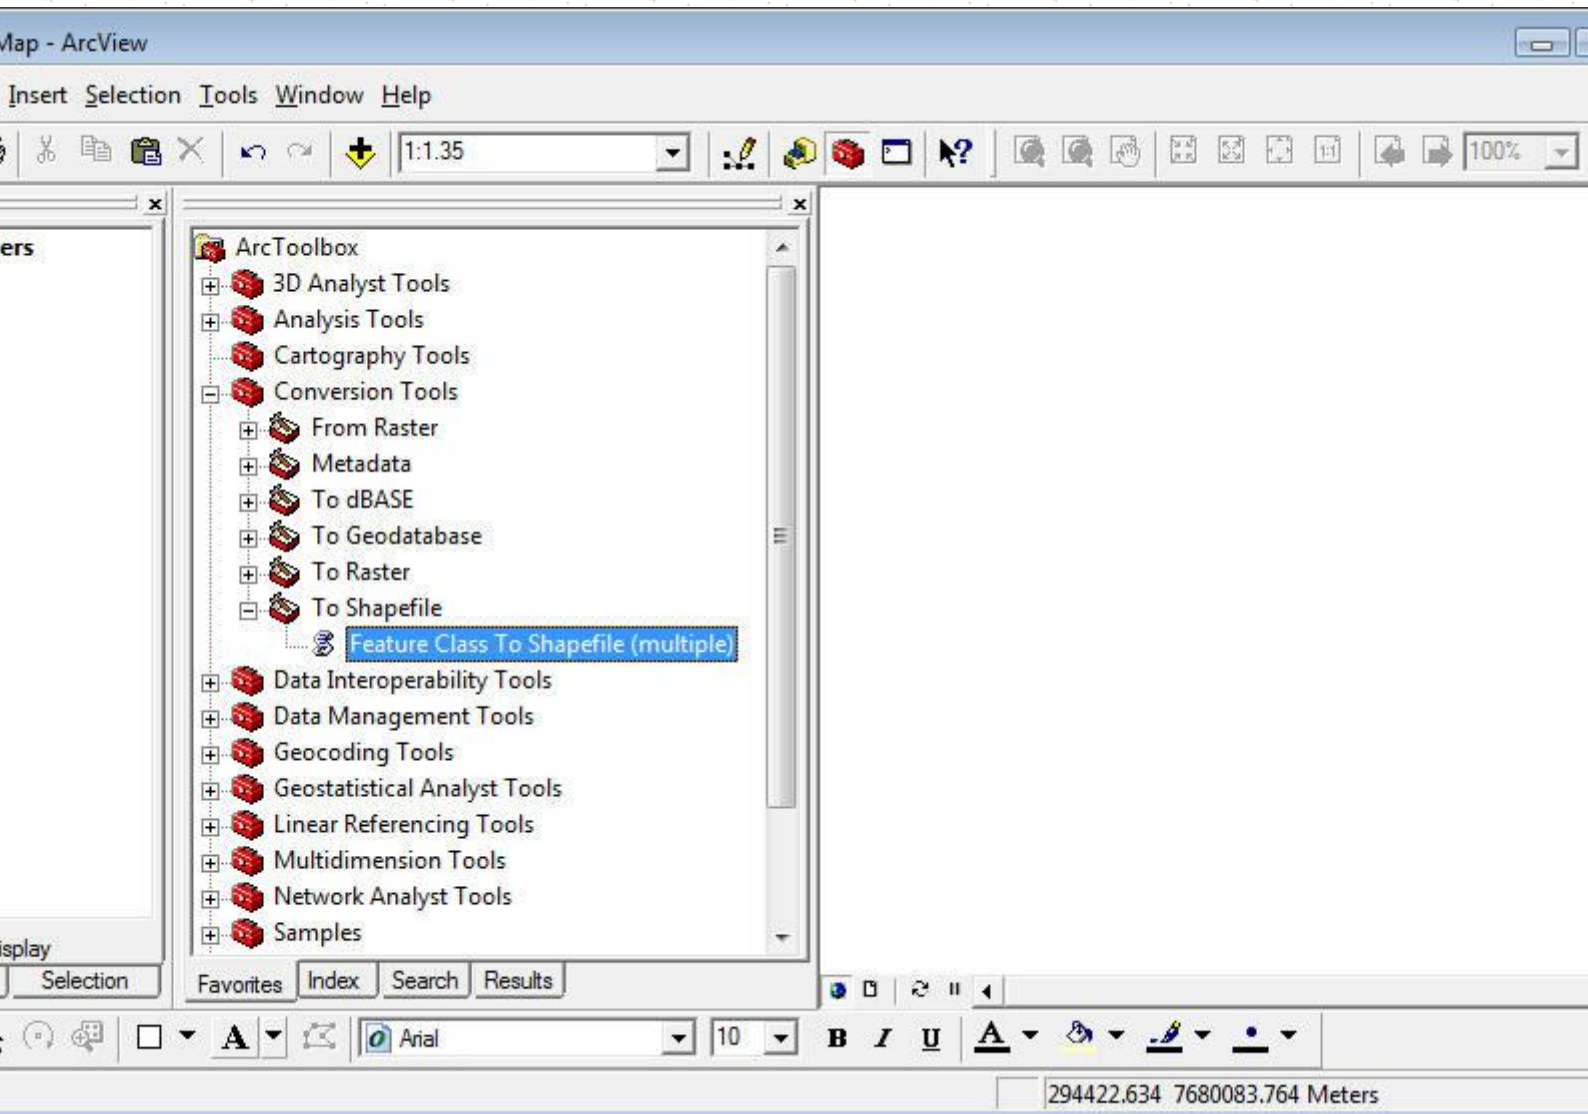 Map - ArcView
Insert Selection Tools Window Help
1:1.35
1:1
100%
ers
ArcToolbox
3D Analyst Tools
Analysis Tools
Cartography Tools
Conversion Tools
From Raster
Metadata
To dBASE
To Geodatabase
To Raster
To Shapefile
Feature Class To Shapefile (multiple)
Data Interoperability Tools
Data Management Tools
Geocoding Tools
Geostatistical Analyst Tools
Linear Referencing Tools
Multidimension Tools
Network Analyst Tools
Samples
isplay
Selection
Favorites Index Search Results
A Arial 10 B I U A
294422.634 7680083.764 Meters